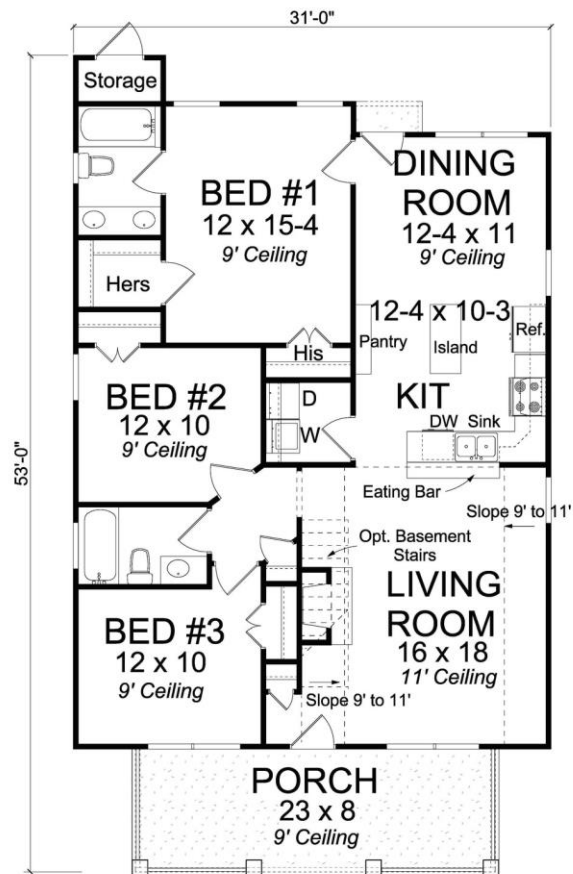 31'-0"
Storage
BED #1
12 x 15-4
9' Ceiling
DINING
ROOM
12-4 x 11
9' Ceiling
Hers
12-4 x 10-3
Pantry
Island
Ref.
His
KIT
BED #2
12 x 10
9' Ceiling
D
W
DW Sink
53'-0"
Eating Bar
Slope 9' to 11'
Opt. Basement
Stairs
LIVING
ROOM
16 x 18
11' Ceiling
BED #3
12 x 10
9' Ceiling
Slope 9' to 11'
PORCH
23 x 8
9' Ceiling